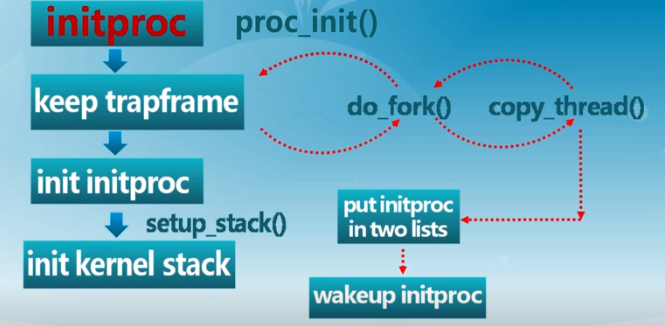 initproc
proc_init()
keep trapframe
do_fork()
copy_thread()
init initproc
setup_stack()
init kernel stack
put initproc
in two lists
wakeup initproc